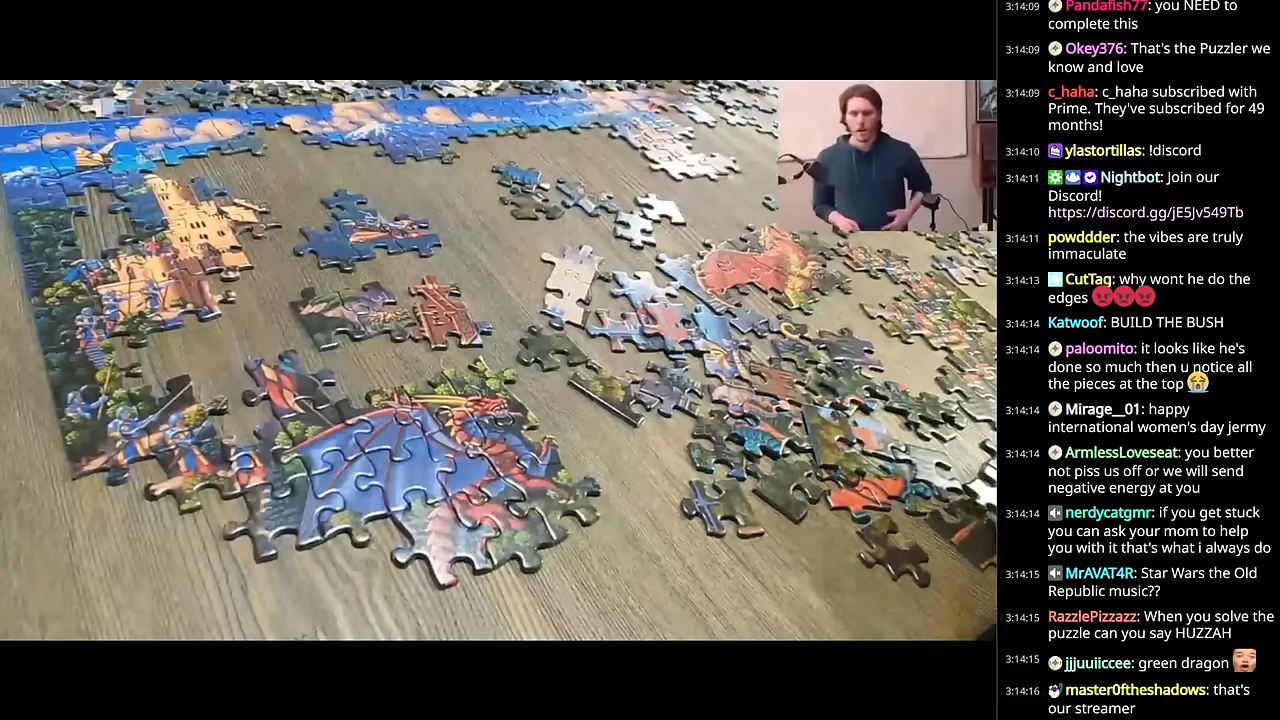 3:14:09 Pandafish77: you NEED to
complete this
3:14:09 Okey376: That's the Puzzler we
know and love
3:14:09 c_haha: c_haha subscribed with
Prime. They've subscribed for 49
months!
3:14:10 ylastortillas: !discord
3:14:11 Nightbot: Join our
Discord!
https://discord.gg/jE5Jv549Tb
3:14:11 powddder: the vibes are truly
immaculate
3:14:13 CutTag: why wont he do the
edges 😡😡😡
3:14:14 Katwoof: BUILD THE BUSH
3:14:14 paloomito: it looks like he's
done so much then u notice all
the pieces at the top 😭
3:14:14 Mirage__01: happy
international women's day jermy
3:14:14 ArmlessLoveseat: you better
not piss us off or we will send
negative energy at you
3:14:14 nerdycatgmr: if you get stuck
you can ask your mom to help
you with it that's what i always do
3:14:15 MrAVAT4R: Star Wars the Old
Republic music??
3:14:15 RazzlePizzazz: When you solve the
puzzle can you say HUZZAH
3:14:15 jjjuuiiccee: green dragon
3:14:16 master0ftheshadows: that's
our streamer